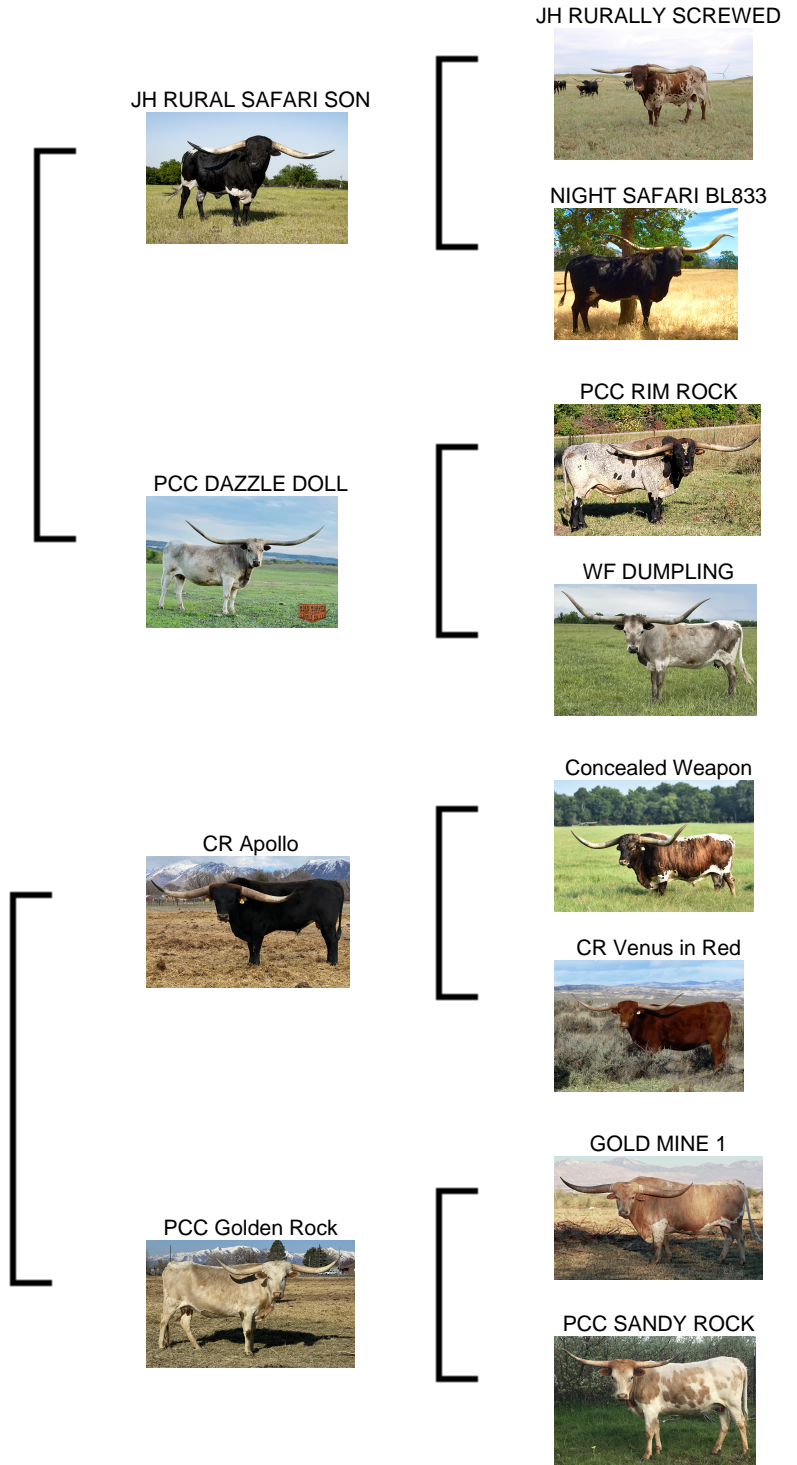 JH RURALLY SCREWED
JH RURAL SAFARI SON
NIGHT SAFARI BL833
PCC RIM ROCK
PCC DAZZLE DOLL
WF DUMPLING
Concealed Weapon
CR Apollo
CR Venus in Red
GOLD MINE 1
PCC Golden Rock
PCC SANDY ROCK